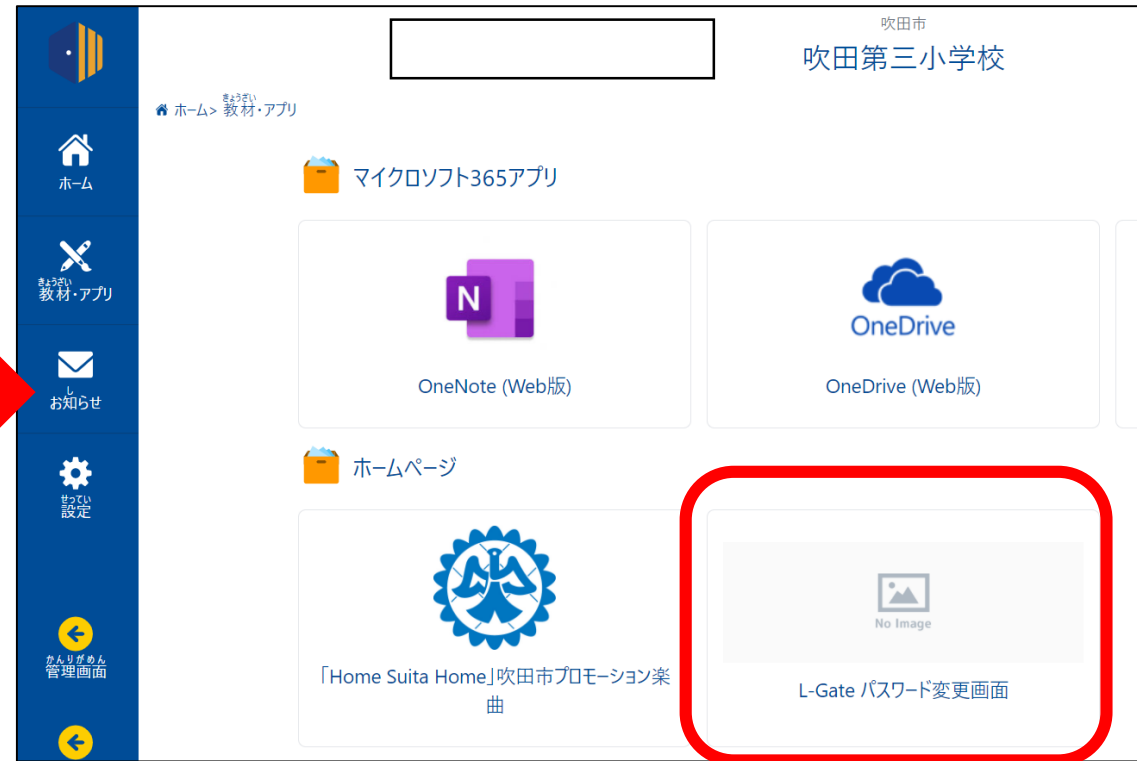 吹田市
吹田第三小学校
ホーム> 教材・アプリ
きょうざい
ホーム
きょうざい
教材・アプリ
し
お知らせ
せってい
設定
かんりがめん
管理画面
マイクロソフト365アプリ
N
OneNote (Web版)
OneDrive
OneDrive (Web版)
ホームページ
「Home Suita Home」吹田市プロモーション楽
曲
No Image
L-Gate パスワード変更画面